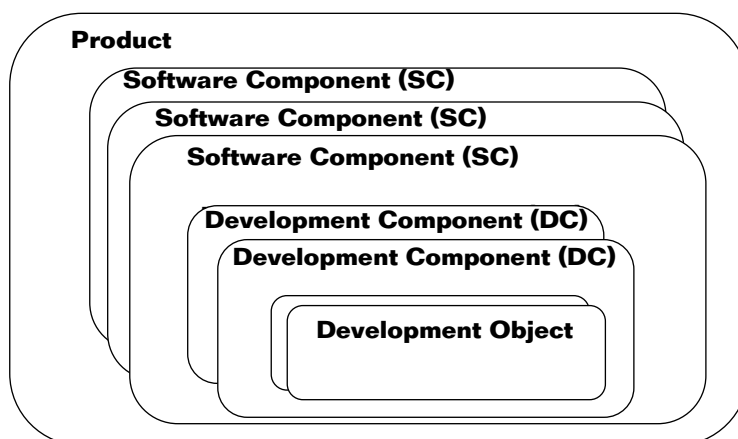 Product
Software Component (SC)
Software Component (SC)
Software Component (SC)
Development Component (DC)
Development Component (DC)
Development Object